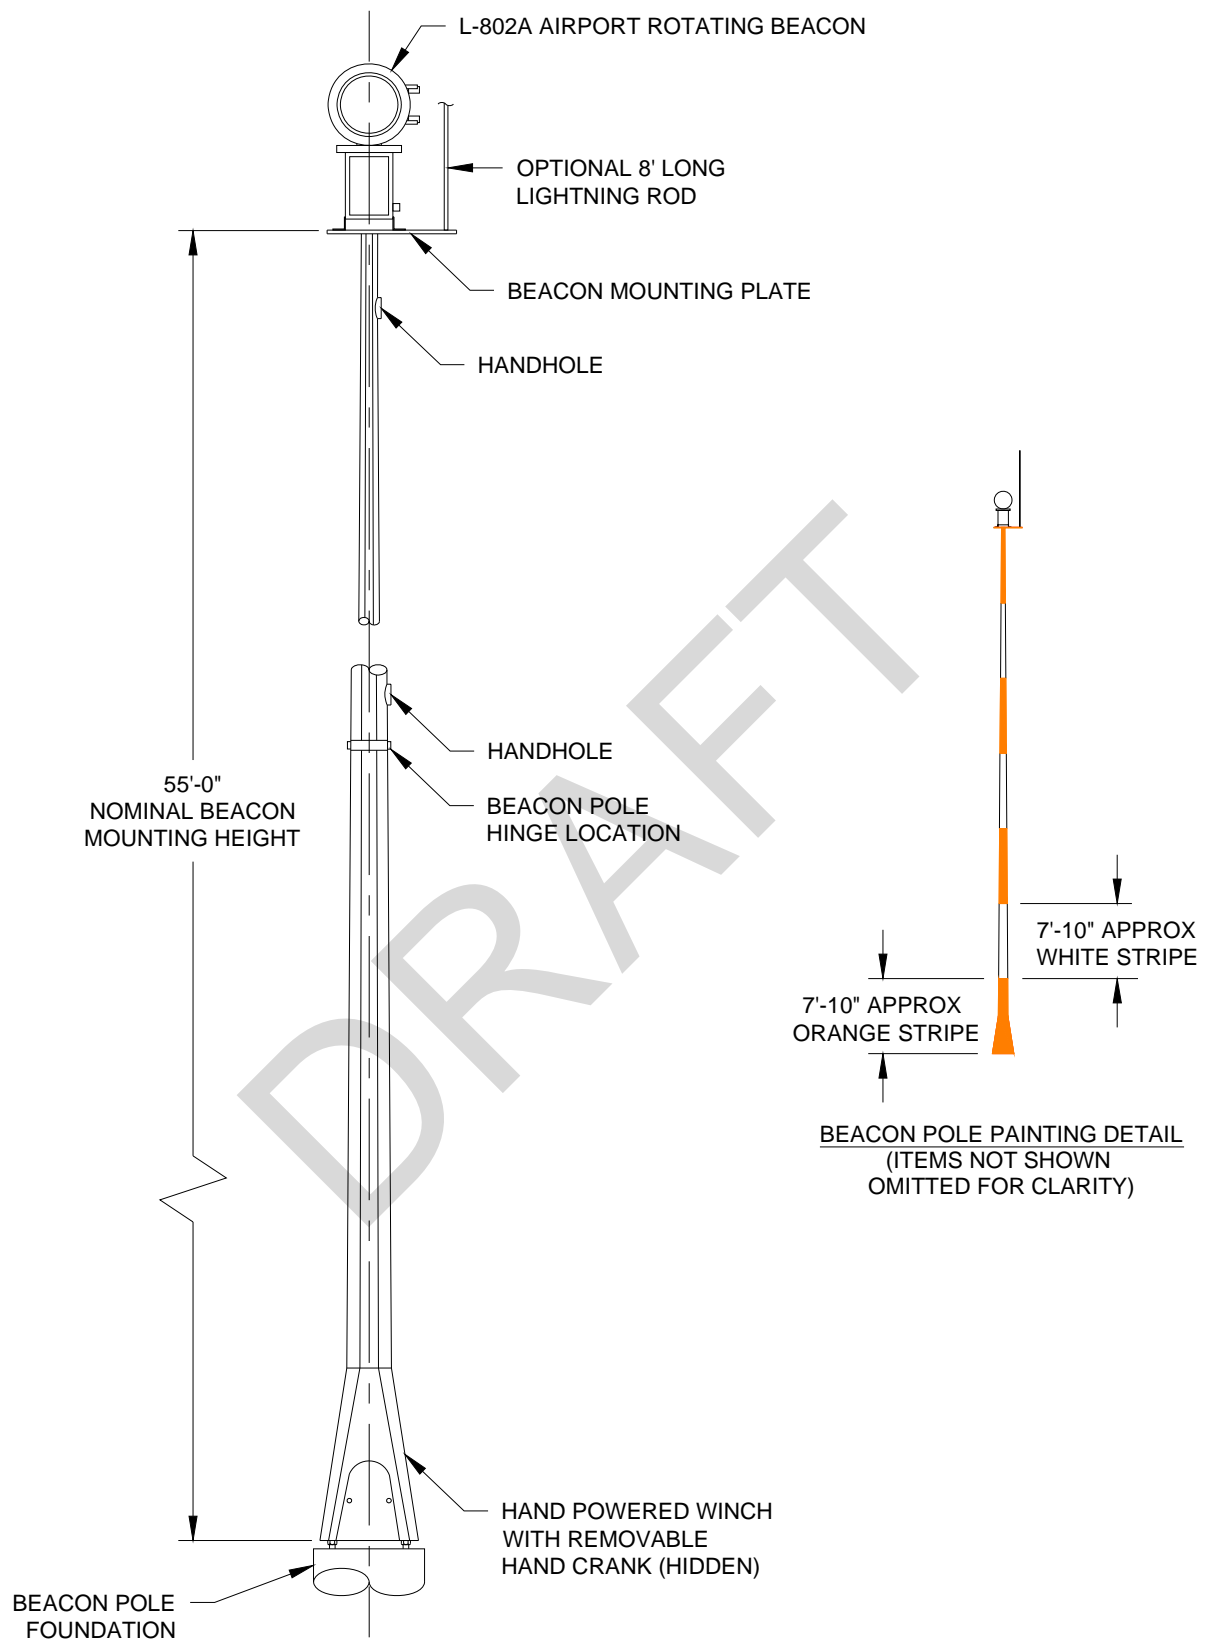 L-802A AIRPORT ROTATING BEACON
OPTIONAL 8' LONG
LIGHTNING ROD
BEACON MOUNTING PLATE
HANDHOLE
HANDHOLE
BEACON POLE
HINGE LOCATION
55'-0"
NOMINAL BEACON
MOUNTING HEIGHT
7'-10" APPROX
WHITE STRIPE
7'-10" APPROX
ORANGE STRIPE
BEACON POLE PAINTING DETAIL
(ITEMS NOT SHOWN
OMITTED FOR CLARITY)
HAND POWERED WINCH
WITH REMOVABLE
HAND CRANK (HIDDEN)
BEACON POLE
FOUNDATION
DRAFT